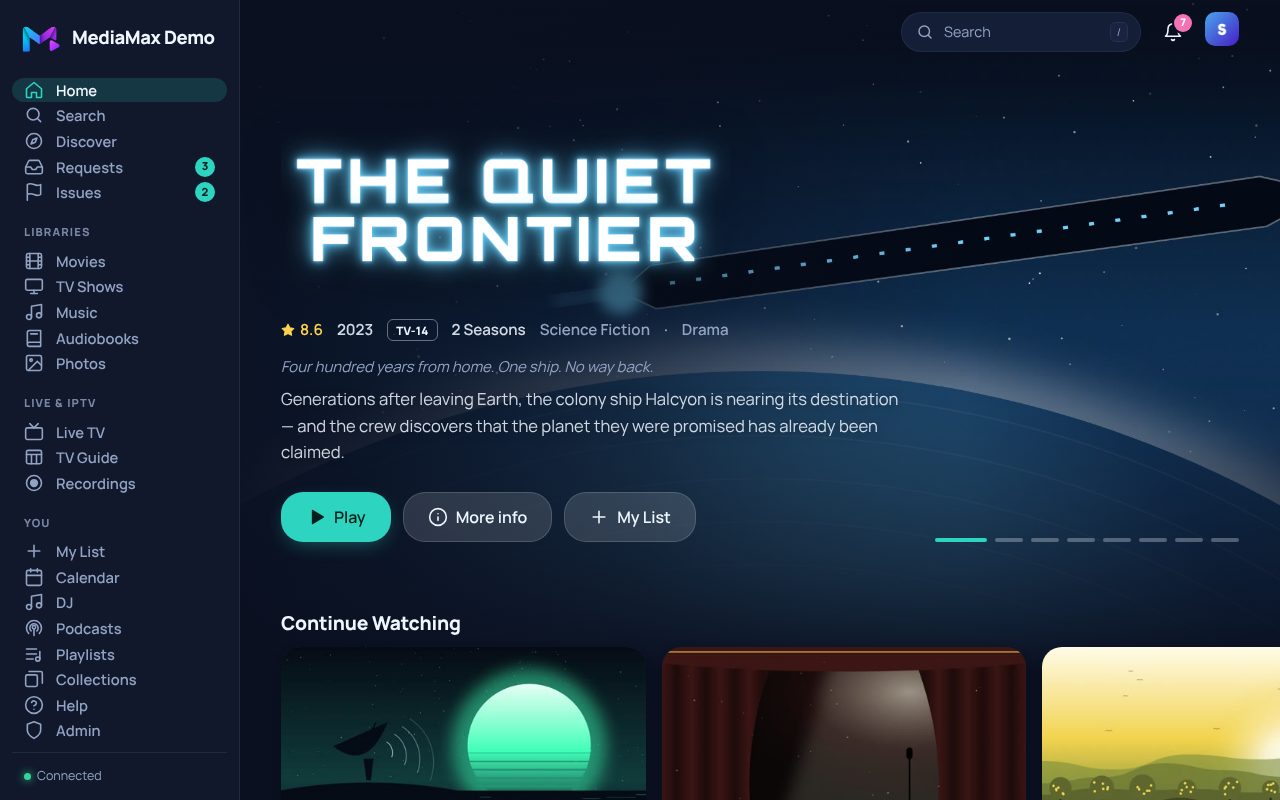 MediaMax Demo
Home
Search
Discover
Requests 3
Issues 2
LIBRARIES
Movies
TV Shows
Music
Audiobooks
Photos
LIVE & IPTV
Live TV
TV Guide
Recordings
YOU
My List
Calendar
DJ
Podcasts
Playlists
Collections
Help
Admin
Connected
Search /
7
S
THE QUIET
FRONTIER
8.6 2023 TV-14 2 Seasons Science Fiction · Drama
Four hundred years from home. One ship. No way back.
Generations after leaving Earth, the colony ship Halcyon is nearing its destination
— and the crew discovers that the planet they were promised has already been
claimed.
Play More info My List
Continue Watching